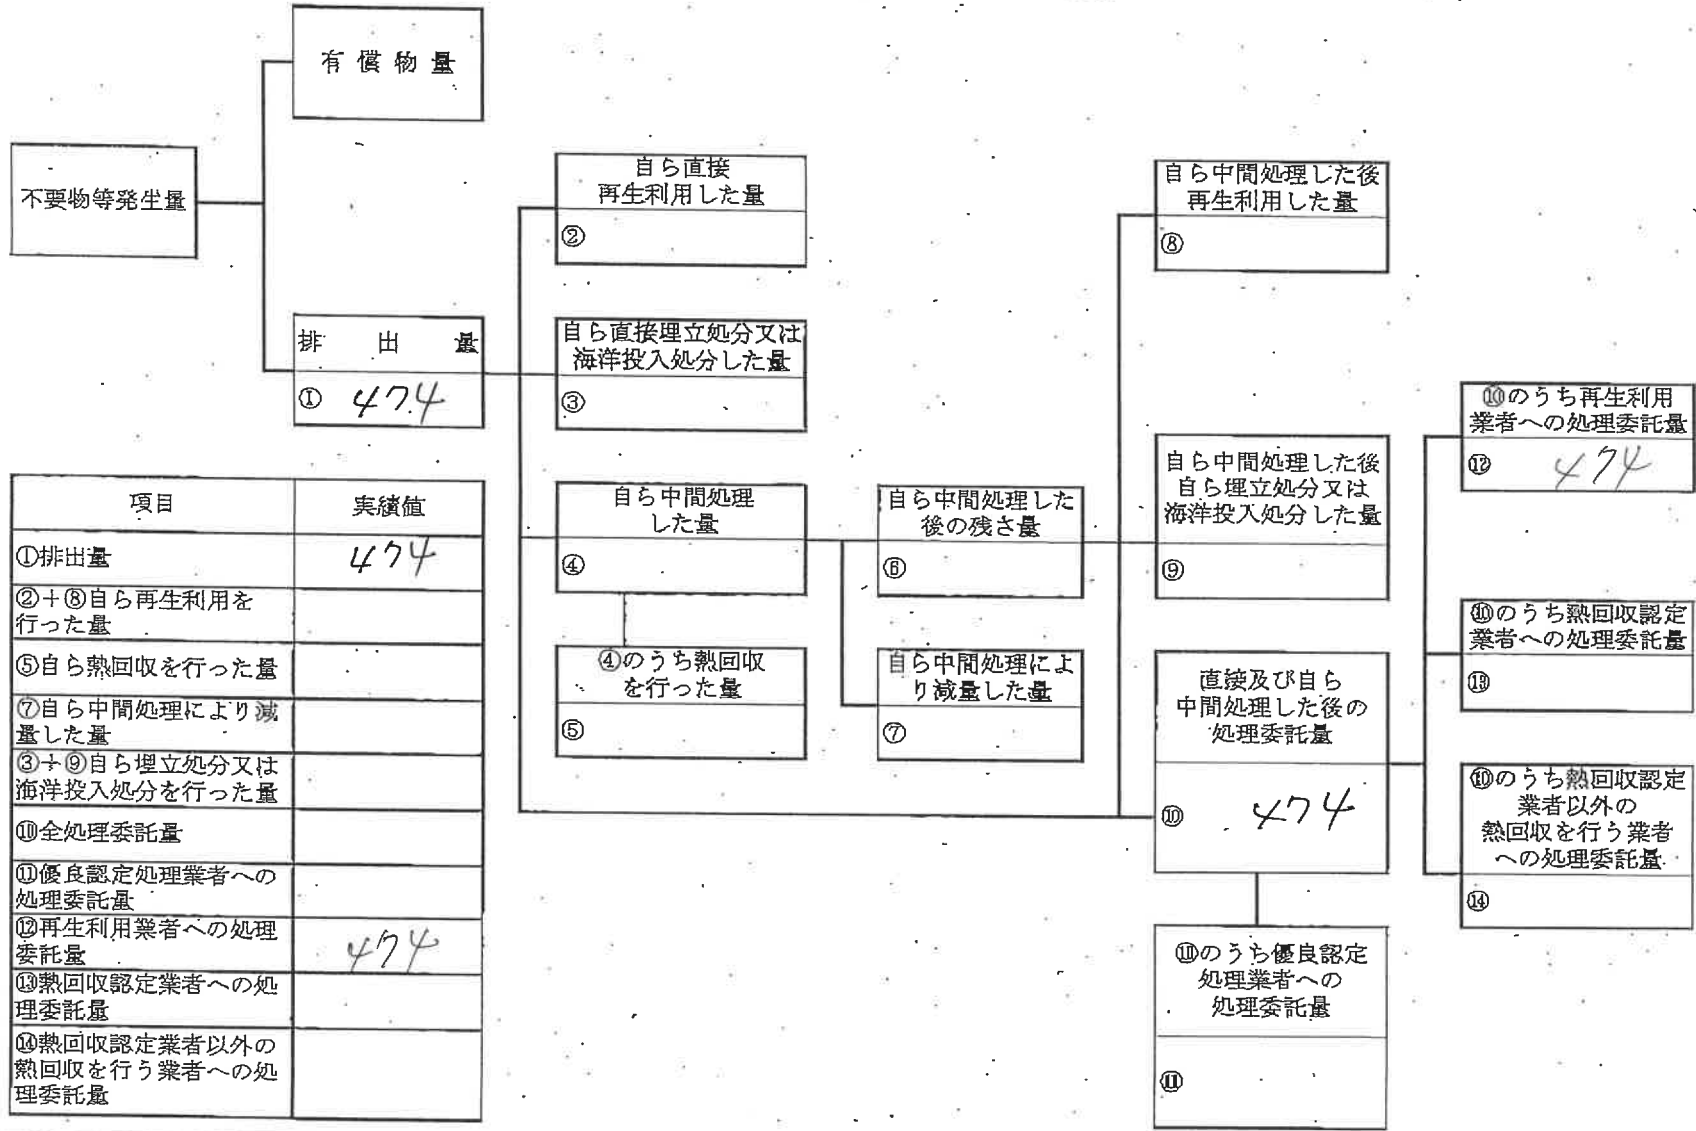 有償物量
不要物等発生量
排出量
① 474
自ら直接
再生利用した量
②
自ら直接埋立処分又は
海洋投入処分した量
③
自ら中間処理
した量
④
④のうち熱回収
を行った量
⑤
自ら中間処理した
後の残さ量
⑥
自ら中間処理によ
り減量した量
⑦
自ら中間処理した後
再生利用した量
⑧
自ら中間処理した後
自ら埋立処分又は
海洋投入処分した量
⑨
直接及び自ら
中間処理した後の
処理委託量
⑩ 474
⑩のうち優良認定
処理業者への
処理委託量
⑪
⑩のうち再生利用
業者への処理委託量
⑫ 474
⑩のうち熱回収認定
業者への処理委託量
⑬
⑩のうち熱回収認定
業者以外の
熱回収を行う業者
への処理委託量
⑭
項目 実績値
①排出量 474
②+⑧自ら再生利用を
行った量
⑤自ら熱回収を行った量
⑦自ら中間処理により減
量した量
③+⑨自ら埋立処分又は
海洋投入処分を行った量
⑩全処理委託量
⑪優良認定処理業者への
処理委託量
⑫再生利用業者への処理
委託量 474
⑬熱回収認定業者への処
理委託量
⑭熱回収認定業者以外の
熱回収を行う業者への処
理委託量